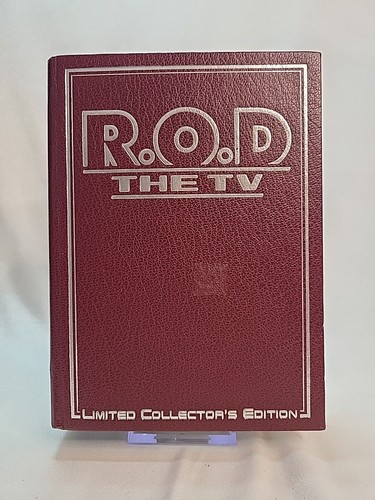 R.O.D
THE TV
LIMITED COLLECTOR'S EDITION